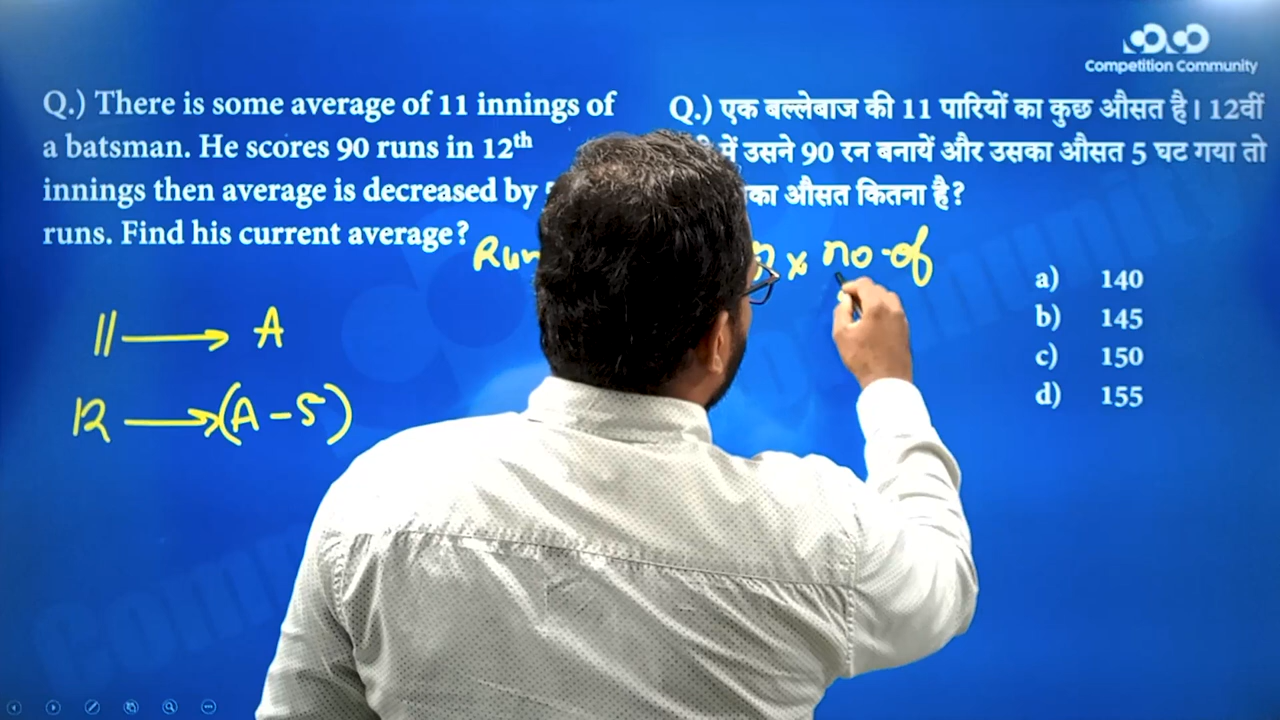 Competition Community
Q.) There is some average of 11 innings of
a batsman. He scores 90 runs in 12th
innings then average is decreased by
runs. Find his current average?
Q.) एक बल्लेबाज की 11 पारियों का कुछ औसत है। 12वीं
में उसने 90 रन बनायें और उसका औसत 5 घट गया तो
औसत कितना है?
x no. of
11 → A
12 → (A - 5)
a) 140
b) 145
c) 150
d) 155